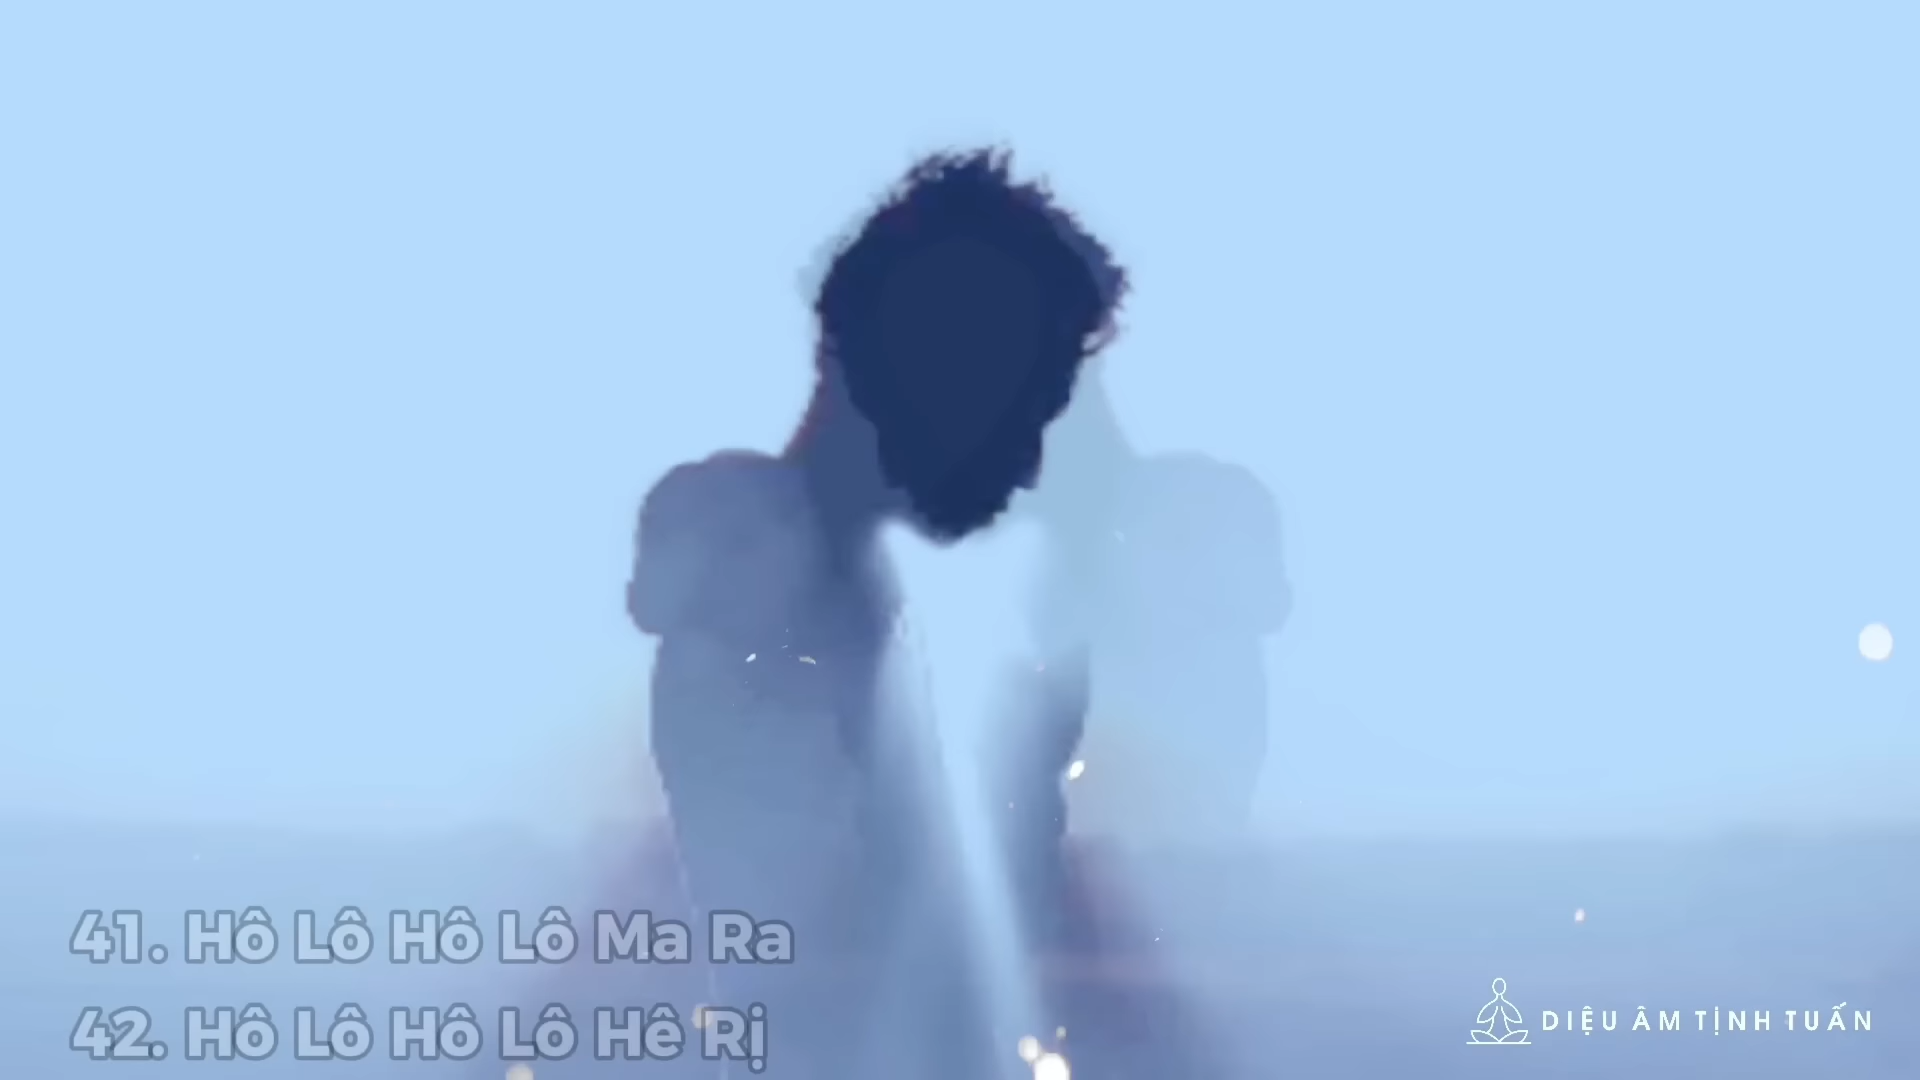 41. Hô Lô Hô Lô Ma Ra
42. Hô Lô Hô Lô Hê Rị
DIỆU ÂM TỊNH TUẤN